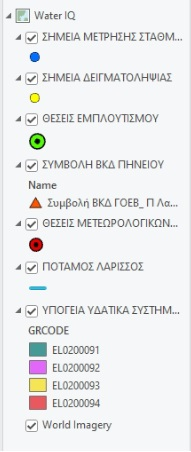 Water IQ
ΣΗΜΕΙΑ ΜΕΤΡΗΣΗΣ ΣΤΑΘΜ...
ΣΗΜΕΙΑ ΔΕΙΓΜΑΤΟΛΗΨΙΑΣ
ΘΕΣΕΙΣ ΕΜΠΛΟΥΤΙΣΜΟΥ
ΣΥΜΒΟΛΗ ΒΚΔ ΠΗΝΕΙΟΥ
Name
Συμβολή ΒΚΔ ΓΟΕΒ_ Π Λα...
ΘΕΣΕΙΣ ΜΕΤΕΩΡΟΛΟΓΙΚΩΝ...
ΠΟΤΑΜΟΣ ΛΑΡΙΣΣΟΣ
ΥΠΟΓΕΙΑ ΥΔΑΤΙΚΑ ΣΥΣΤΗΜ...
GRCODE
EL0200091
EL0200092
EL0200093
EL0200094
World Imagery